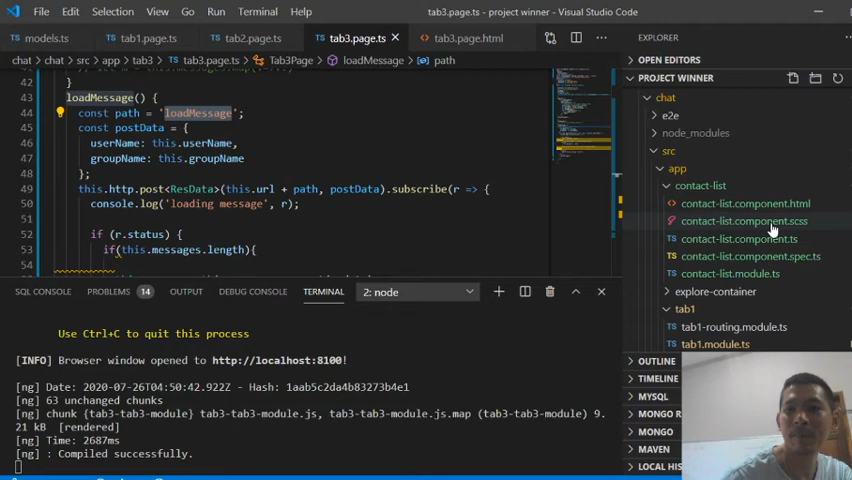 File Edit Selection View Go Run Terminal Help
tab3.page.ts - project winner - Visual Studio Code
models.ts tab1.page.ts tab2.page.ts tab3.page.ts tab3.page.html
chat > chat > src > app > tab3 > tab3.page.ts > Tab3Page > loadMessage > path
42 }
43 loadMessage() {
44 const path = 'loadMessage';
45 const postData = {
46 userName: this.userName,
47 groupName: this.groupName
48 };
49 this.http.post<ResData>(this.url + path, postData).subscribe(r => {
50 console.log('loading message', r);
51
52 if (r.status) {
53 if(this.messages.length){
54
SQL CONSOLE PROBLEMS 14 OUTPUT DEBUG CONSOLE TERMINAL 2: node
Use Ctrl+C to quit this process
[INFO] Browser window opened to http://localhost:8100!
[ng] Date: 2020-07-26T04:50:42.922Z - Hash: 1aab5c2da4b83273b4e1
[ng] 63 unchanged chunks
[ng] chunk {tab3-tab3-module} tab3-tab3-module.js, tab3-tab3-module.js.map (tab3-tab3-module) 9.
21 kB [rendered]
[ng] Time: 2687ms
[ng] : Compiled successfully.
EXPLORER
OPEN EDITORS
PROJECT WINNER
chat
e2e
node_modules
src
app
contact-list
contact-list.component.html
contact-list.component.scss
TS contact-list.component.ts
TS contact-list.component.spec.ts
TS contact-list.module.ts
explore-container
tab1
TS tab1-routing.module.ts
TS tab1.module.ts
OUTLINE
TIMELINE
MYSQL
MONGO R
MONGO
MAVEN
LOCAL HIS